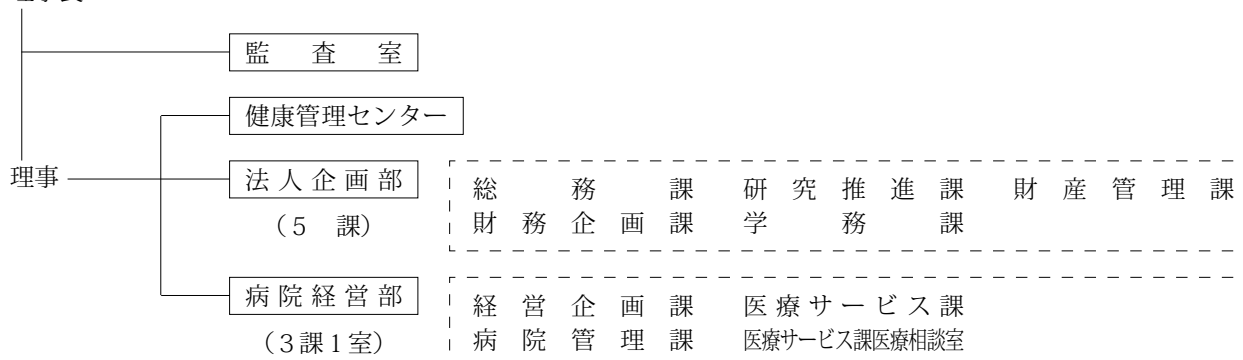 監査室
健康管理センター
理事
法人企画部
総務課 研究推進課 財産管理課
(5課)
財務企画課 学務課
病院経営部
経営企画課 医療サービス課
(3課1室)
病院管理課 医療サービス課医療相談室